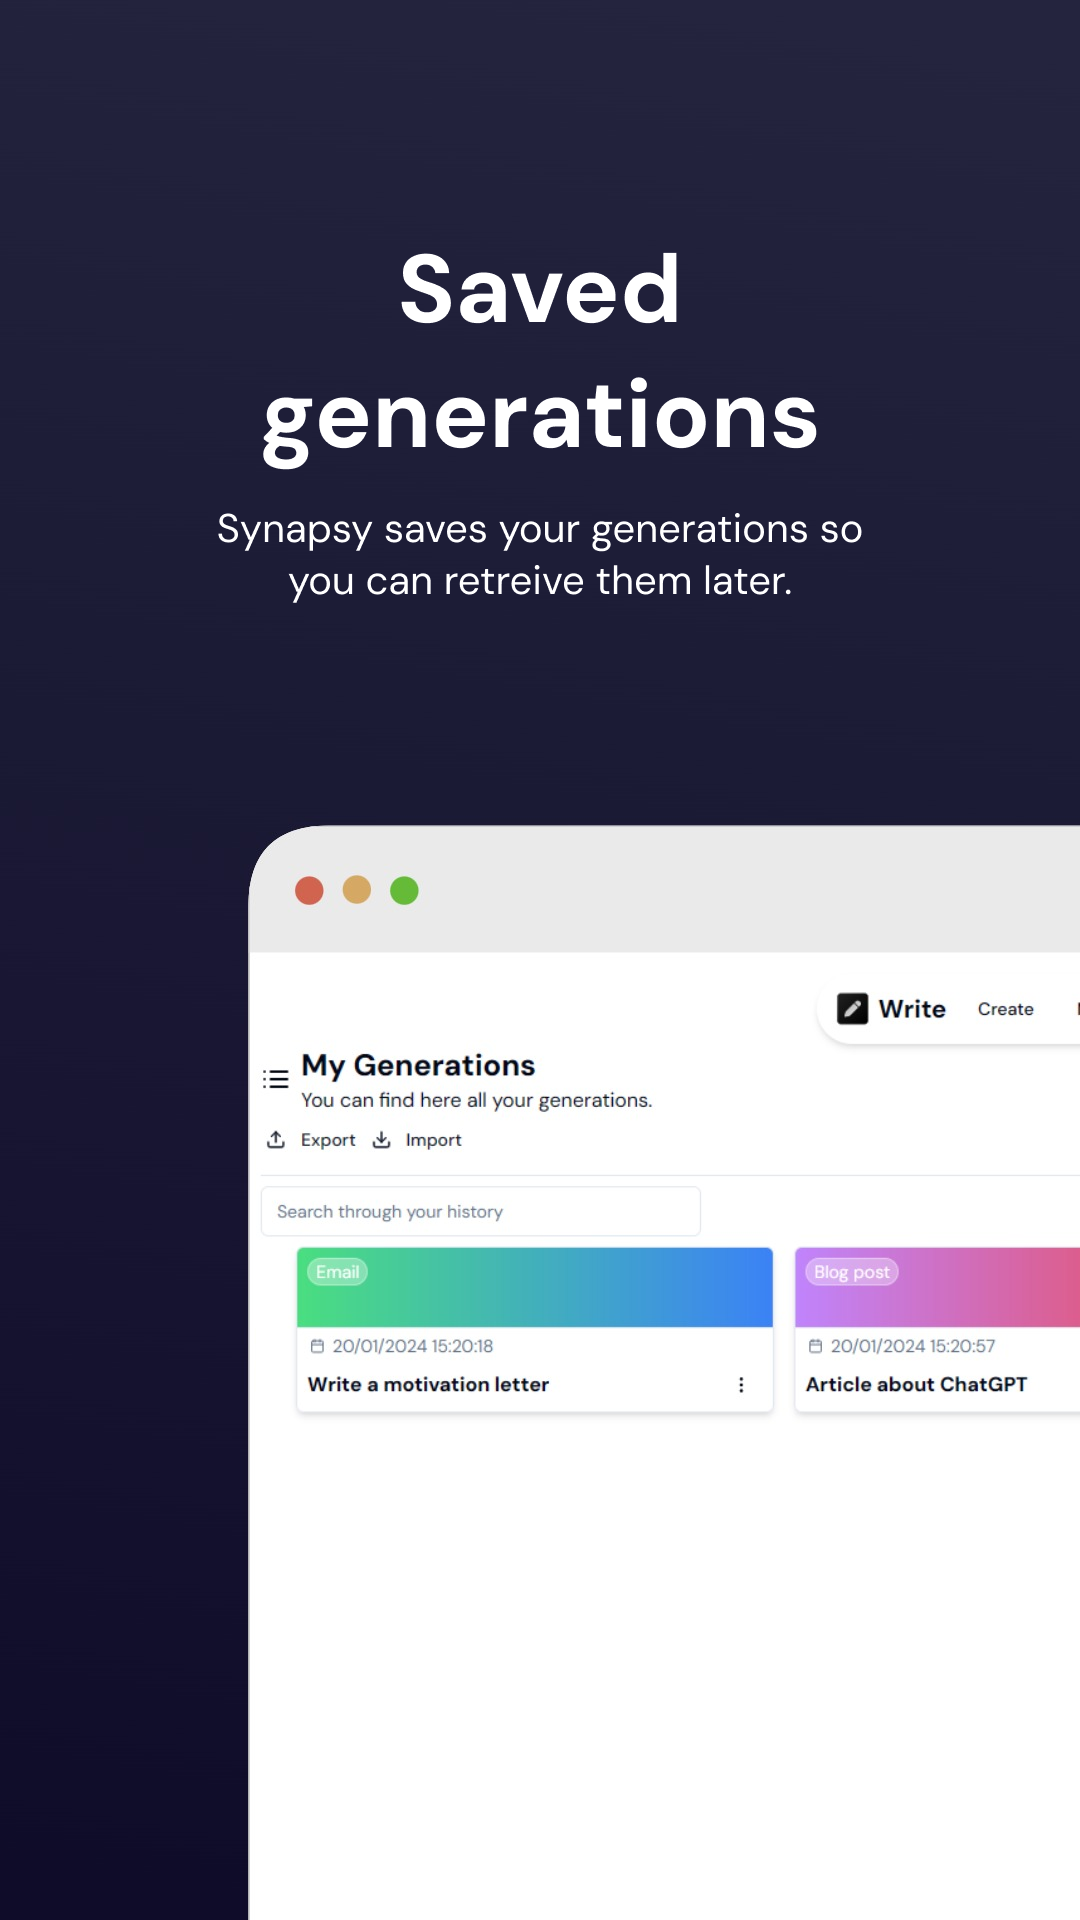 Saved
generations
Synapsy saves your generations so
you can retreive them later.
Write Create
My Generations
You can find here all your generations.
Export Import
Search through your history
Email Blog post
20/01/2024 15:20:18 20/01/2024 15:20:57
Write a motivation letter Article about ChatGPT